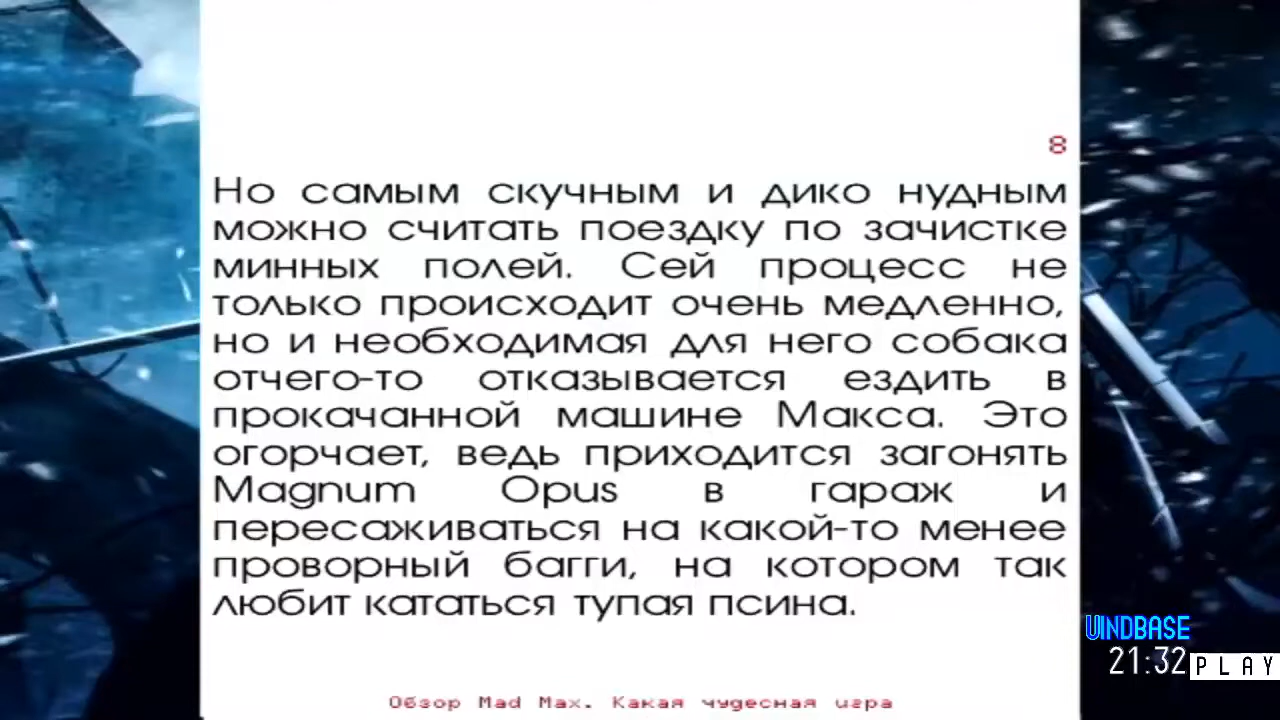 8
Но самым скучным и дико нудным
можно считать поездку по зачистке
минных полей. Сей процесс не
только происходит очень медленно,
но и необходимая для него собака
отчего-то отказывается ездить в
прокачанной машине Макса. Это
огорчает, ведь приходится загонять
Magnum Opus в гараж и
пересаживаться на какой-то менее
проворный багги, на котором так
любит кататься тупая псина.
UINDBASE
21:32 PLAY
Обзор Mad Max. Какая чудесная игра